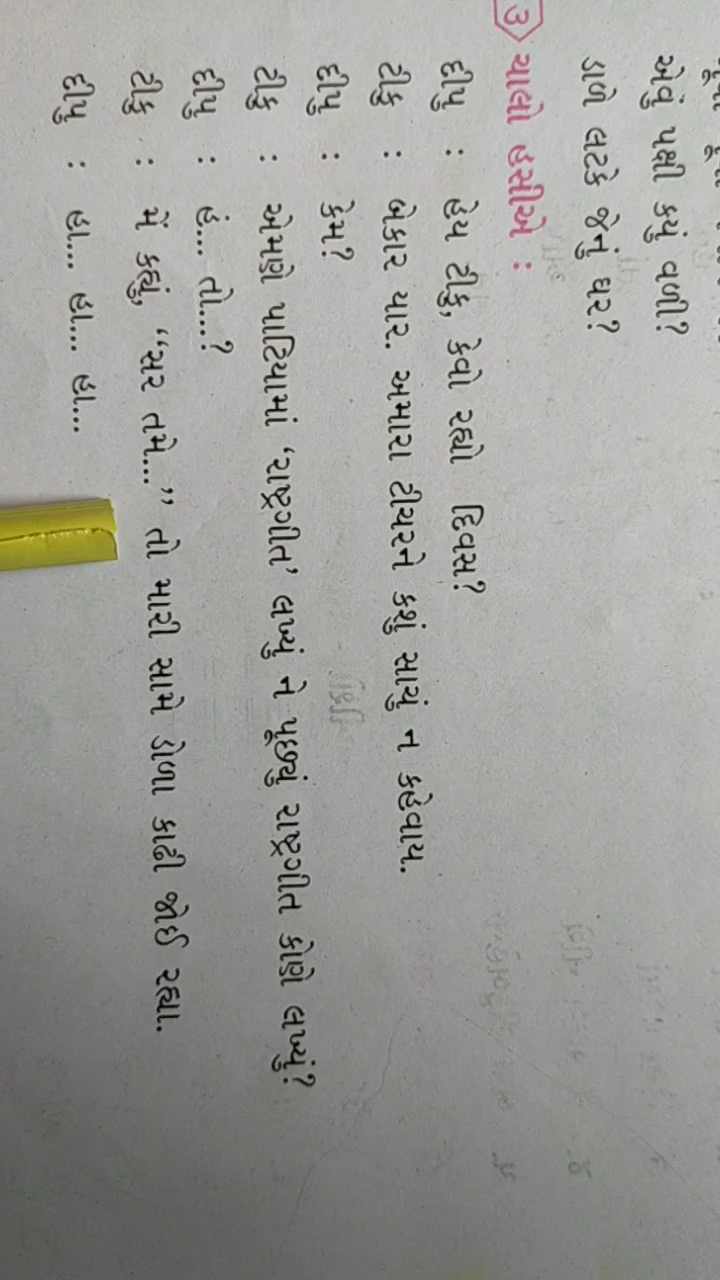 એવું પક્ષી કયું વળી?
ડાળે લટકે જેનું ઘર?
૩ ચાલો હસીએ :
દીપુ : હેય ટીકુ, કેવો રહ્યો દિવસ?
ટીકુ : બેકાર યાર. અમારા ટીચરને કશું સાચું ન કહેવાય.
દીપુ : કેમ?
ટીકુ : એમણે પાટિયામાં ‘રાષ્ટ્રગીત’ લખ્યું ને પૂછ્યું રાષ્ટ્રગીત કોણે લખ્યું?
દીપુ : હં... તો...?
ટીકુ : મેં કહ્યું, “સર તમે...” તો મારી સામે ડોળા કાઢી જોઈ રહ્યા.
દીપુ : હા... હા... હા...